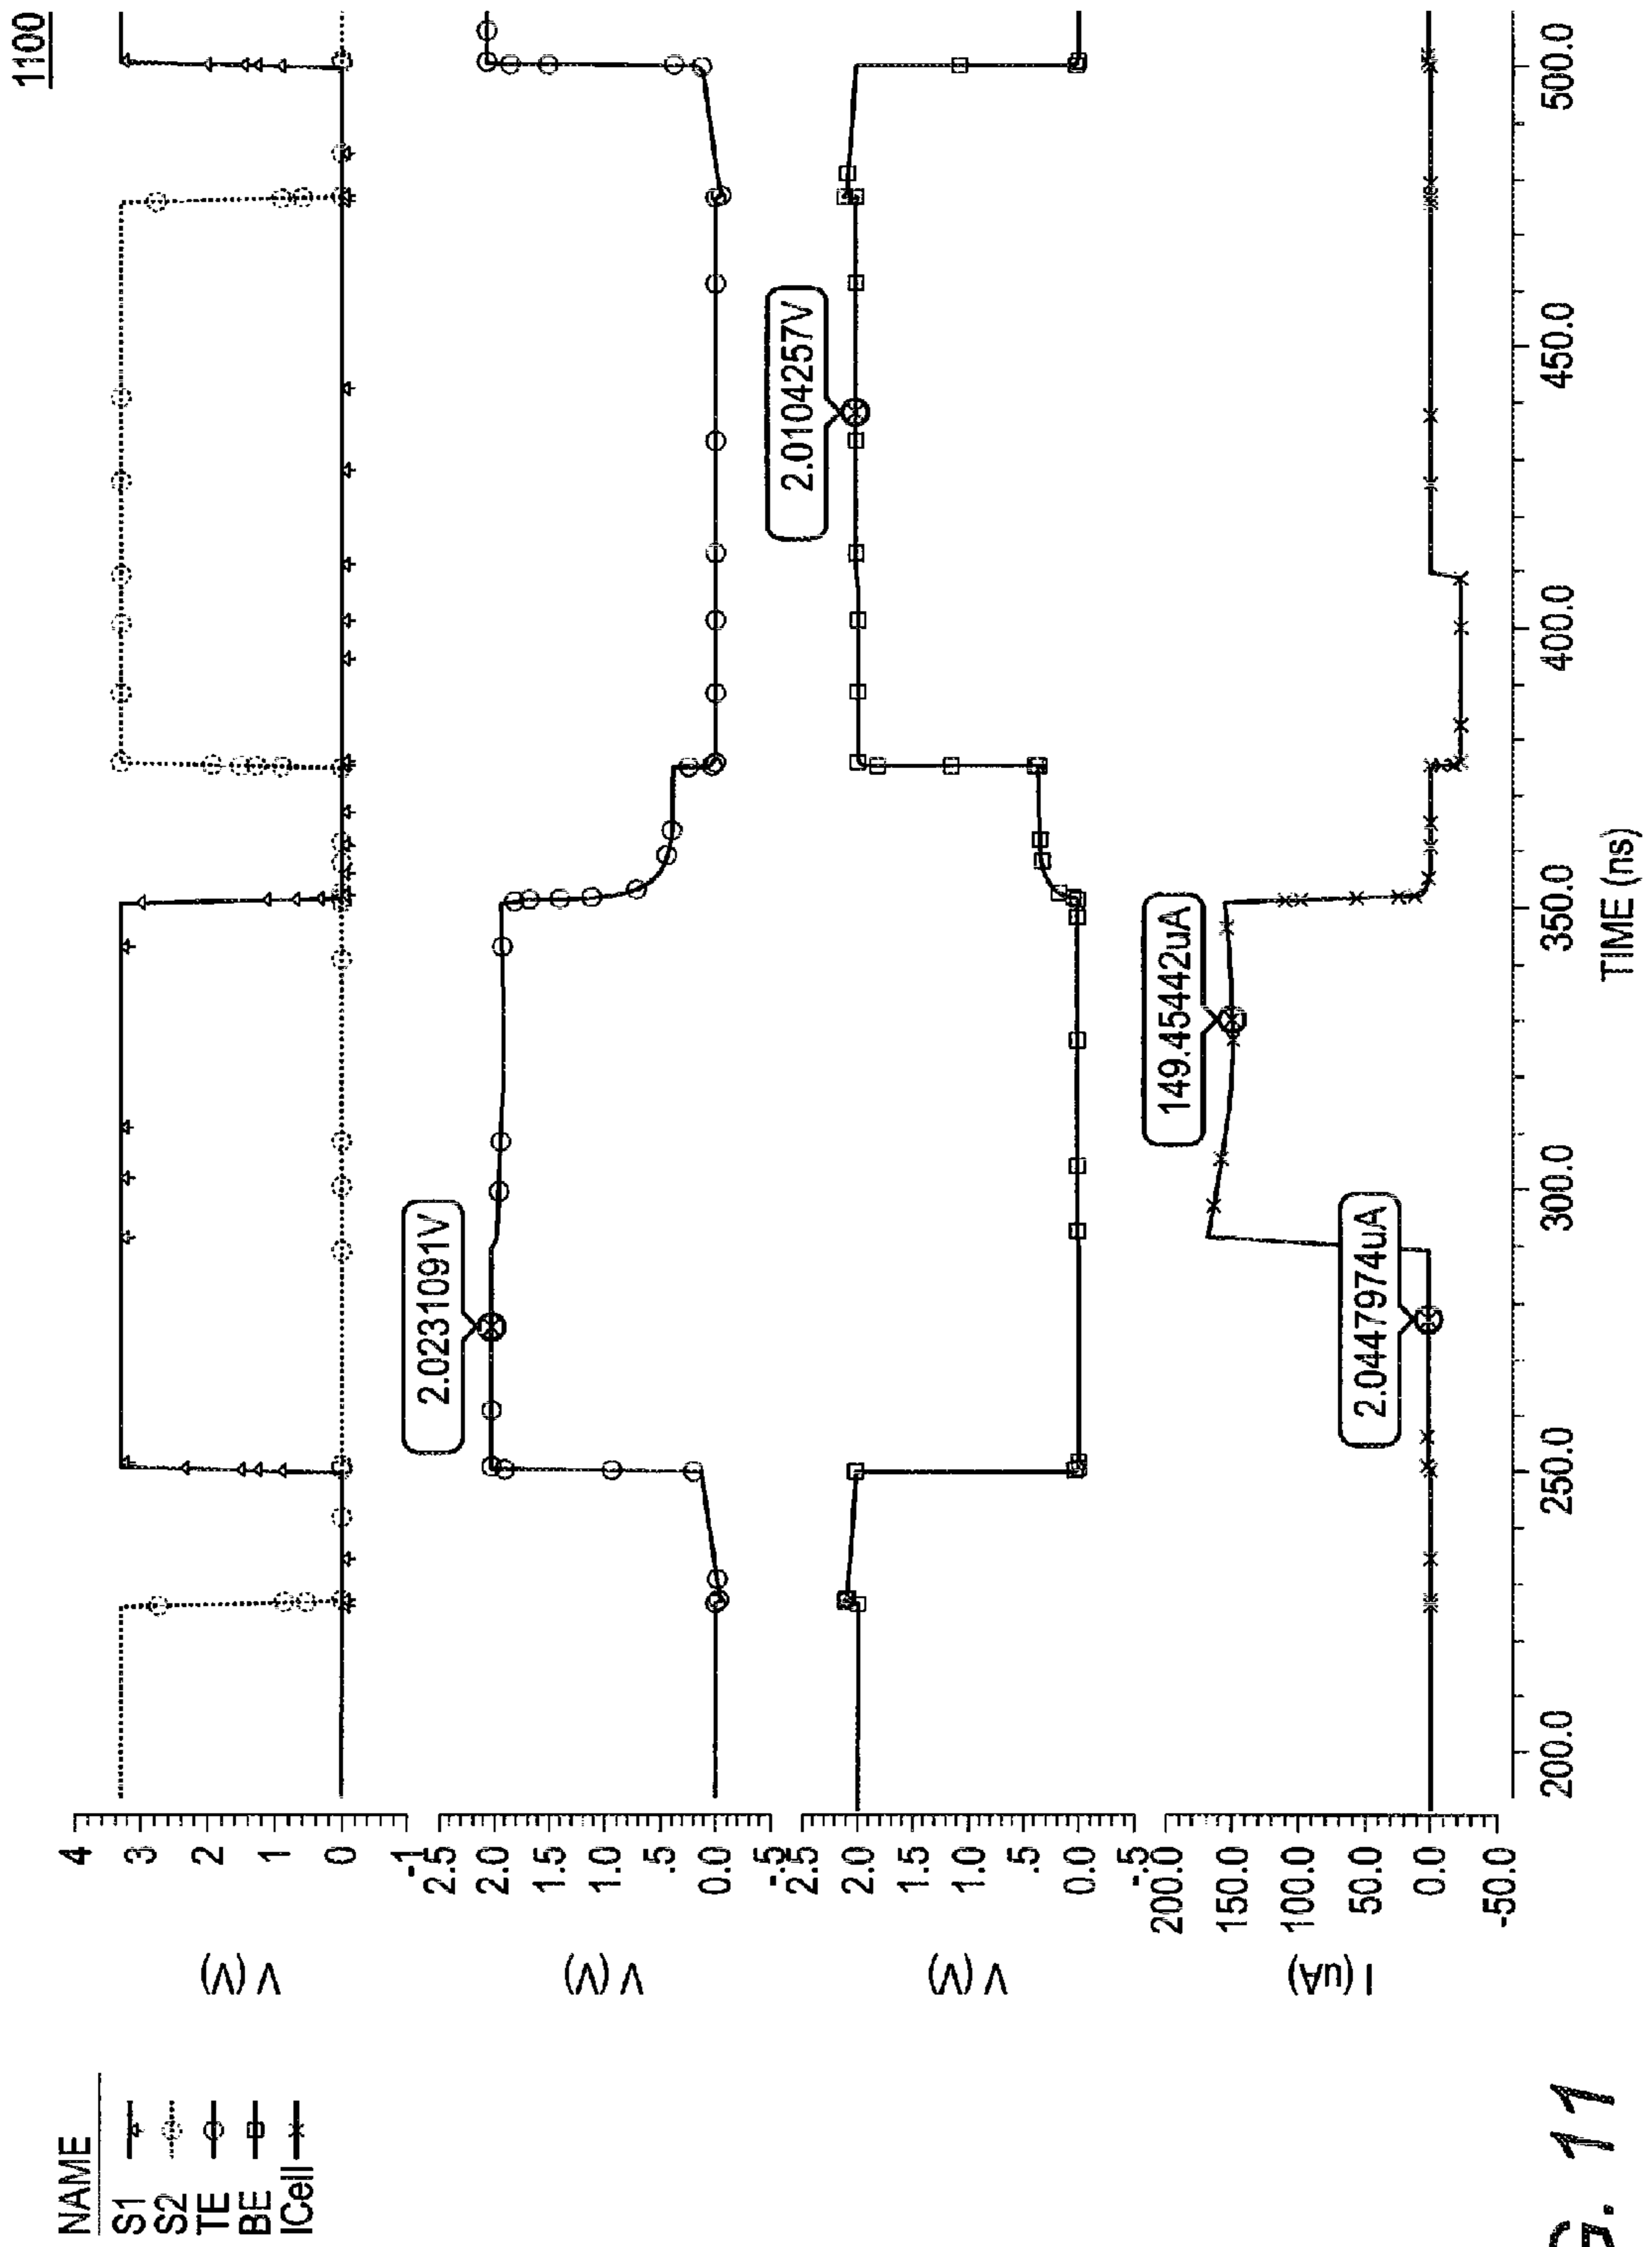 1100
NAME
S1
S2
TE
BE
ICell
V (V)
4
3
2
1
0
-1
V (V)
2.5
2.0
1.5
1.0
.5
0.0
-.5
2.0231091V
V (V)
2.5
2.0
1.5
1.0
.5
0.0
-.5
2.0104257V
I (uA)
200.0
150.0
100.0
50.0
0.0
-50.0
2.0447974uA
149.45442uA
200.0 250.0 300.0 350.0 400.0 450.0 500.0
TIME (ns)
G. 11